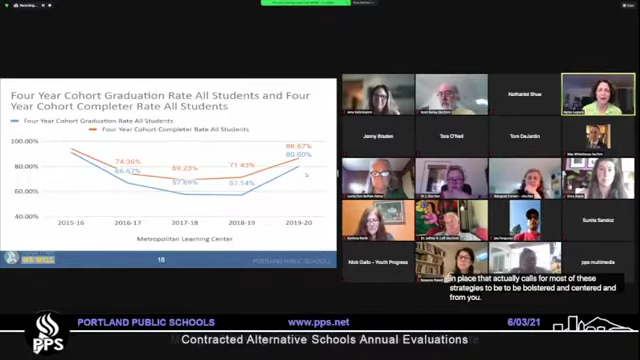 Recording...
Four Year Cohort Graduation Rate All Students and Four
Year Cohort Completer Rate All Students
Four Year Cohort Graduation Rate All Students
Four Year Cohort Completer Rate All Students
100.00%
80.00%
60.00%
40.00%
74.36%
66.67%
69.23%
57.69%
71.43%
57.14%
86.67%
80.00%
2015-16
2016-17
2017-18
2018-19
2019-20
Metropolitan Learning Center
WE WILL
18
PORTLAND PUBLIC SCHOOLS
Nathaniel Shue
Jenny Braden
Tara O'Neil
Tom DeJardin
Sunita Sandoz
Nick Gallo - Youth Progress
pps multimedia
in place that actually calls for most of these
strategies to be to be bolstered and centered and
from you.
PPS
PORTLAND PUBLIC SCHOOLS
www.pps.net
6/03/21
Contracted Alternative Schools Annual Evaluations